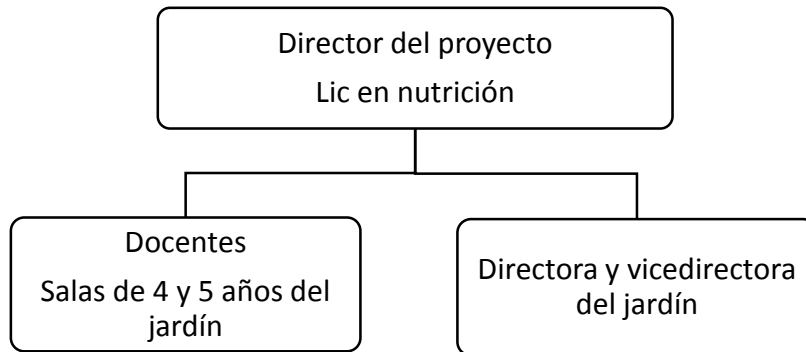 Director del proyecto
Lic en nutrición
Docentes
Salas de 4 y 5 años del
jardín
Directora y vicedirectora
del jardín